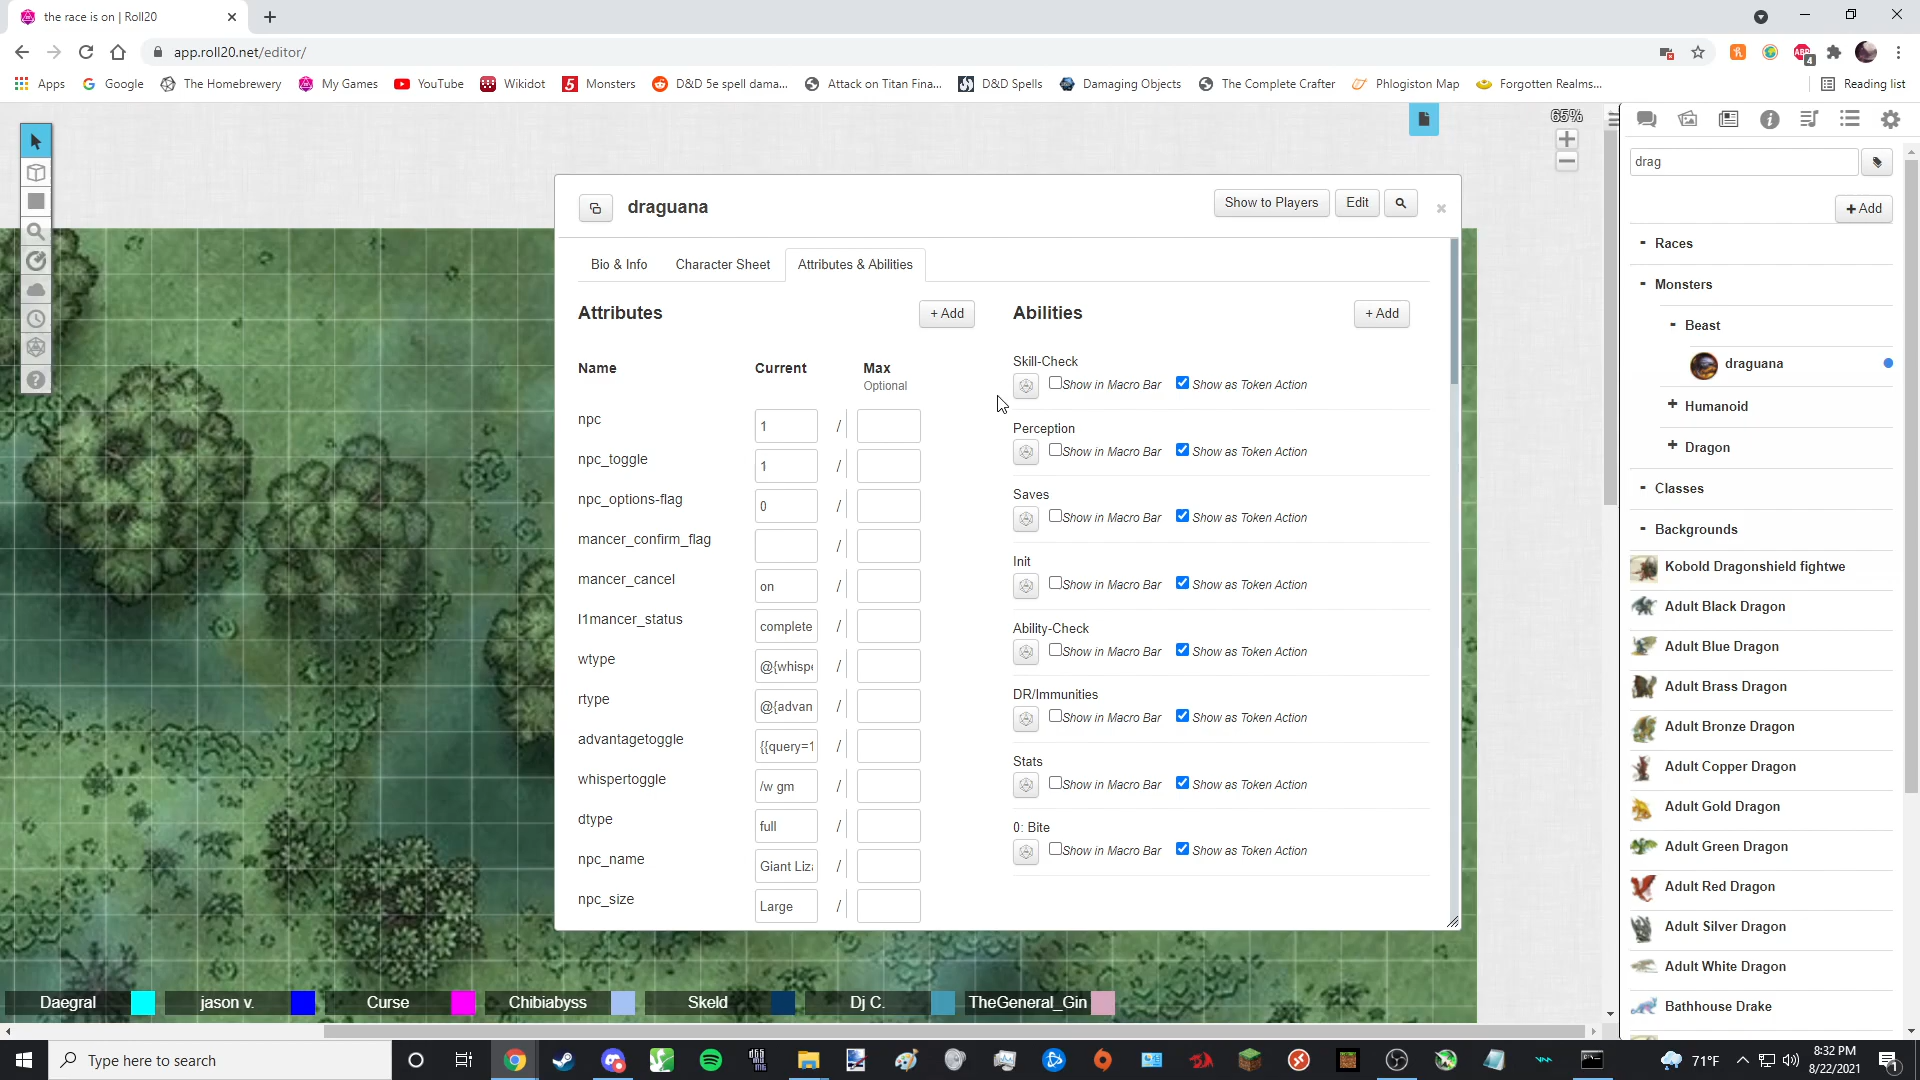 the race is on | Roll20
app.roll20.net/editor/
4
Apps Google The Homebrewery My Games YouTube Wikidot 5 Monsters D&D 5e spell dama... Attack on Titan Fina... D&D Spells Damaging Objects The Complete Crafter Phlogiston Map Forgotten Realms... Reading list
65%
drag
+ Add
draguana
Show to Players Edit
Bio & Info Character Sheet Attributes & Abilities
Attributes + Add
Name Current Max
Optional
npc 1 /
npc_toggle 1 /
npc_options-flag 0 /
mancer_confirm_flag /
mancer_cancel on /
l1mancer_status complete /
wtype @{whispe /
rtype @{advan /
advantagetoggle {{query=1 /
whispertoggle /w gm /
dtype full /
npc_name Giant Liz /
npc_size Large /
Abilities + Add
Skill-Check
Show in Macro Bar Show as Token Action
Perception
Show in Macro Bar Show as Token Action
Saves
Show in Macro Bar Show as Token Action
Init
Show in Macro Bar Show as Token Action
Ability-Check
Show in Macro Bar Show as Token Action
DR/Immunities
Show in Macro Bar Show as Token Action
Stats
Show in Macro Bar Show as Token Action
0: Bite
Show in Macro Bar Show as Token Action
- Races
- Monsters
- Beast
draguana
+ Humanoid
+ Dragon
- Classes
- Backgrounds
Kobold Dragonshield fightwe
Adult Black Dragon
Adult Blue Dragon
Adult Brass Dragon
Adult Bronze Dragon
Adult Copper Dragon
Adult Gold Dragon
Adult Green Dragon
Adult Red Dragon
Adult Silver Dragon
Adult White Dragon
Bathhouse Drake
Daegral jason v. Curse Chibiabyss Skeld Dj C. TheGeneral_Gin
Type here to search
71°F
8:32 PM
8/22/2021
1